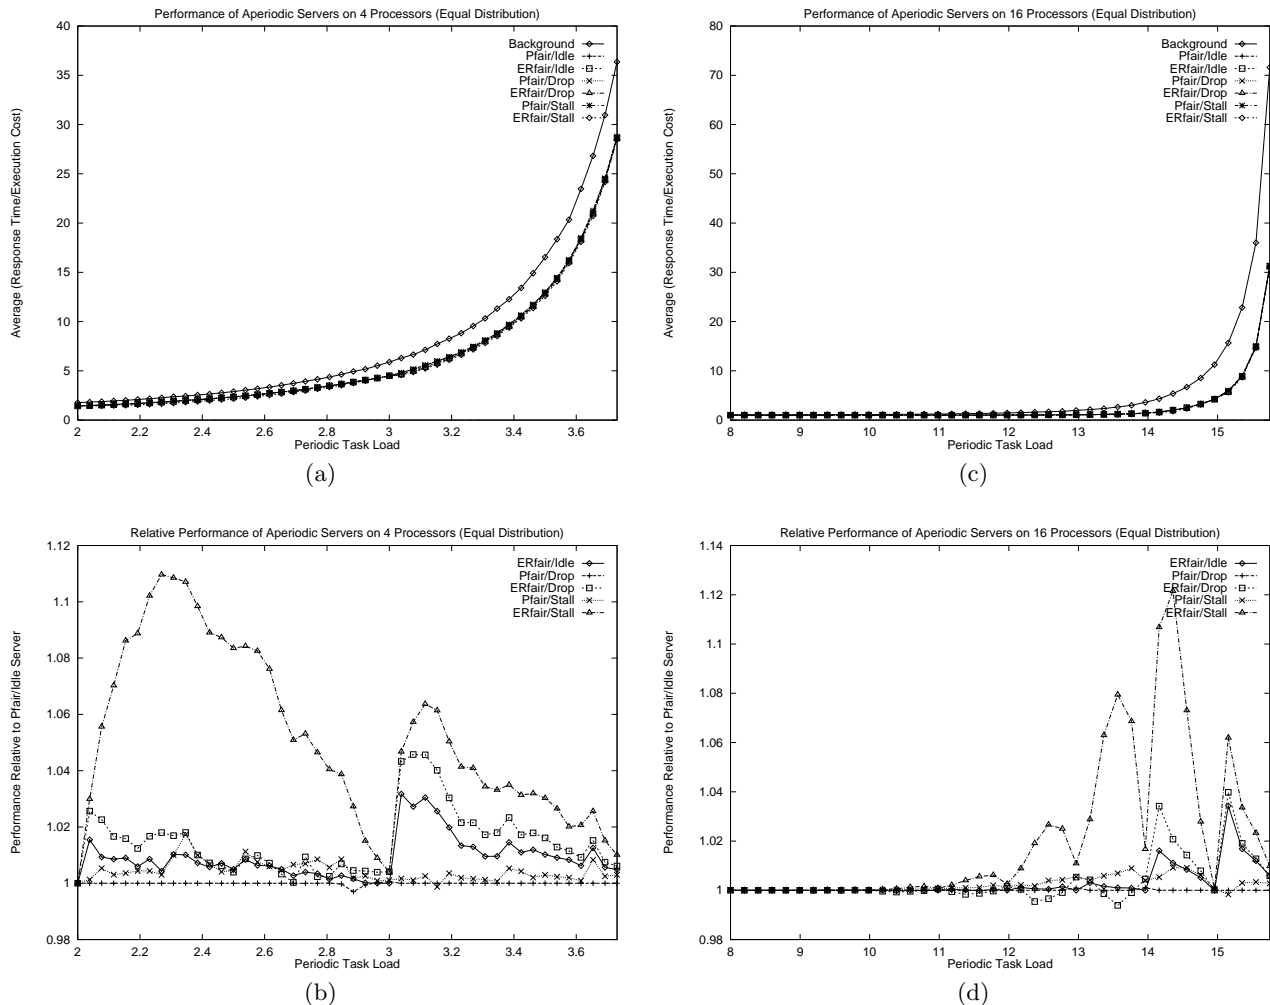 Performance of Aperiodic Servers on 4 Processors (Equal Distribution)
Average (Response Time/Execution Cost)
40
35
30
25
20
15
10
5
0
Background
Pfair/Idle
ERfair/Idle
Pfair/Drop
ERfair/Drop
Pfair/Stall
ERfair/Stall
2 2.2 2.4 2.6 2.8 3 3.2 3.4 3.6
Periodic Task Load
(a)
Performance of Aperiodic Servers on 16 Processors (Equal Distribution)
Average (Response Time/Execution Cost)
80
70
60
50
40
30
20
10
0
Background
Pfair/Idle
ERfair/Idle
Pfair/Drop
ERfair/Drop
Pfair/Stall
ERfair/Stall
8 9 10 11 12 13 14 15
Periodic Task Load
(c)
Relative Performance of Aperiodic Servers on 4 Processors (Equal Distribution)
Performance Relative to Pfair/Idle Server
1.12
1.1
1.08
1.06
1.04
1.02
1
0.98
ERfair/Idle
Pfair/Drop
ERfair/Drop
Pfair/Stall
ERfair/Stall
2 2.2 2.4 2.6 2.8 3 3.2 3.4 3.6
Periodic Task Load
(b)
Relative Performance of Aperiodic Servers on 16 Processors (Equal Distribution)
Performance Relative to Pfair/Idle Server
1.14
1.12
1.1
1.08
1.06
1.04
1.02
1
0.98
ERfair/Idle
Pfair/Drop
ERfair/Drop
Pfair/Stall
ERfair/Stall
8 9 10 11 12 13 14 15
Periodic Task Load
(d)